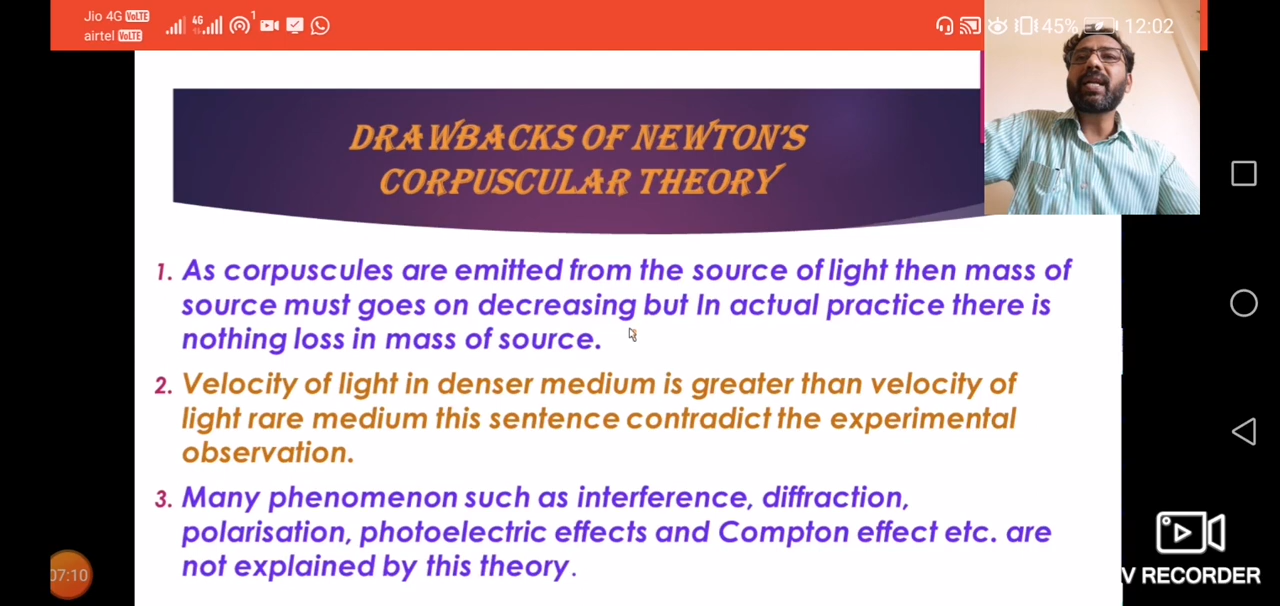 Jio 4G VoLTE
airtel VoLTE
4G
1
45%
12:02
DRAWBACKS OF NEWTON'S
CORPUSCULAR THEORY
1. As corpuscules are emitted from the source of light then mass of
source must goes on decreasing but In actual practice there is
nothing loss in mass of source.
2. Velocity of light in denser medium is greater than velocity of
light rare medium this sentence contradict the experimental
observation.
3. Many phenomenon such as interference, diffraction,
polarisation, photoelectric effects and Compton effect etc. are
not explained by this theory.
07:10
V RECORDER